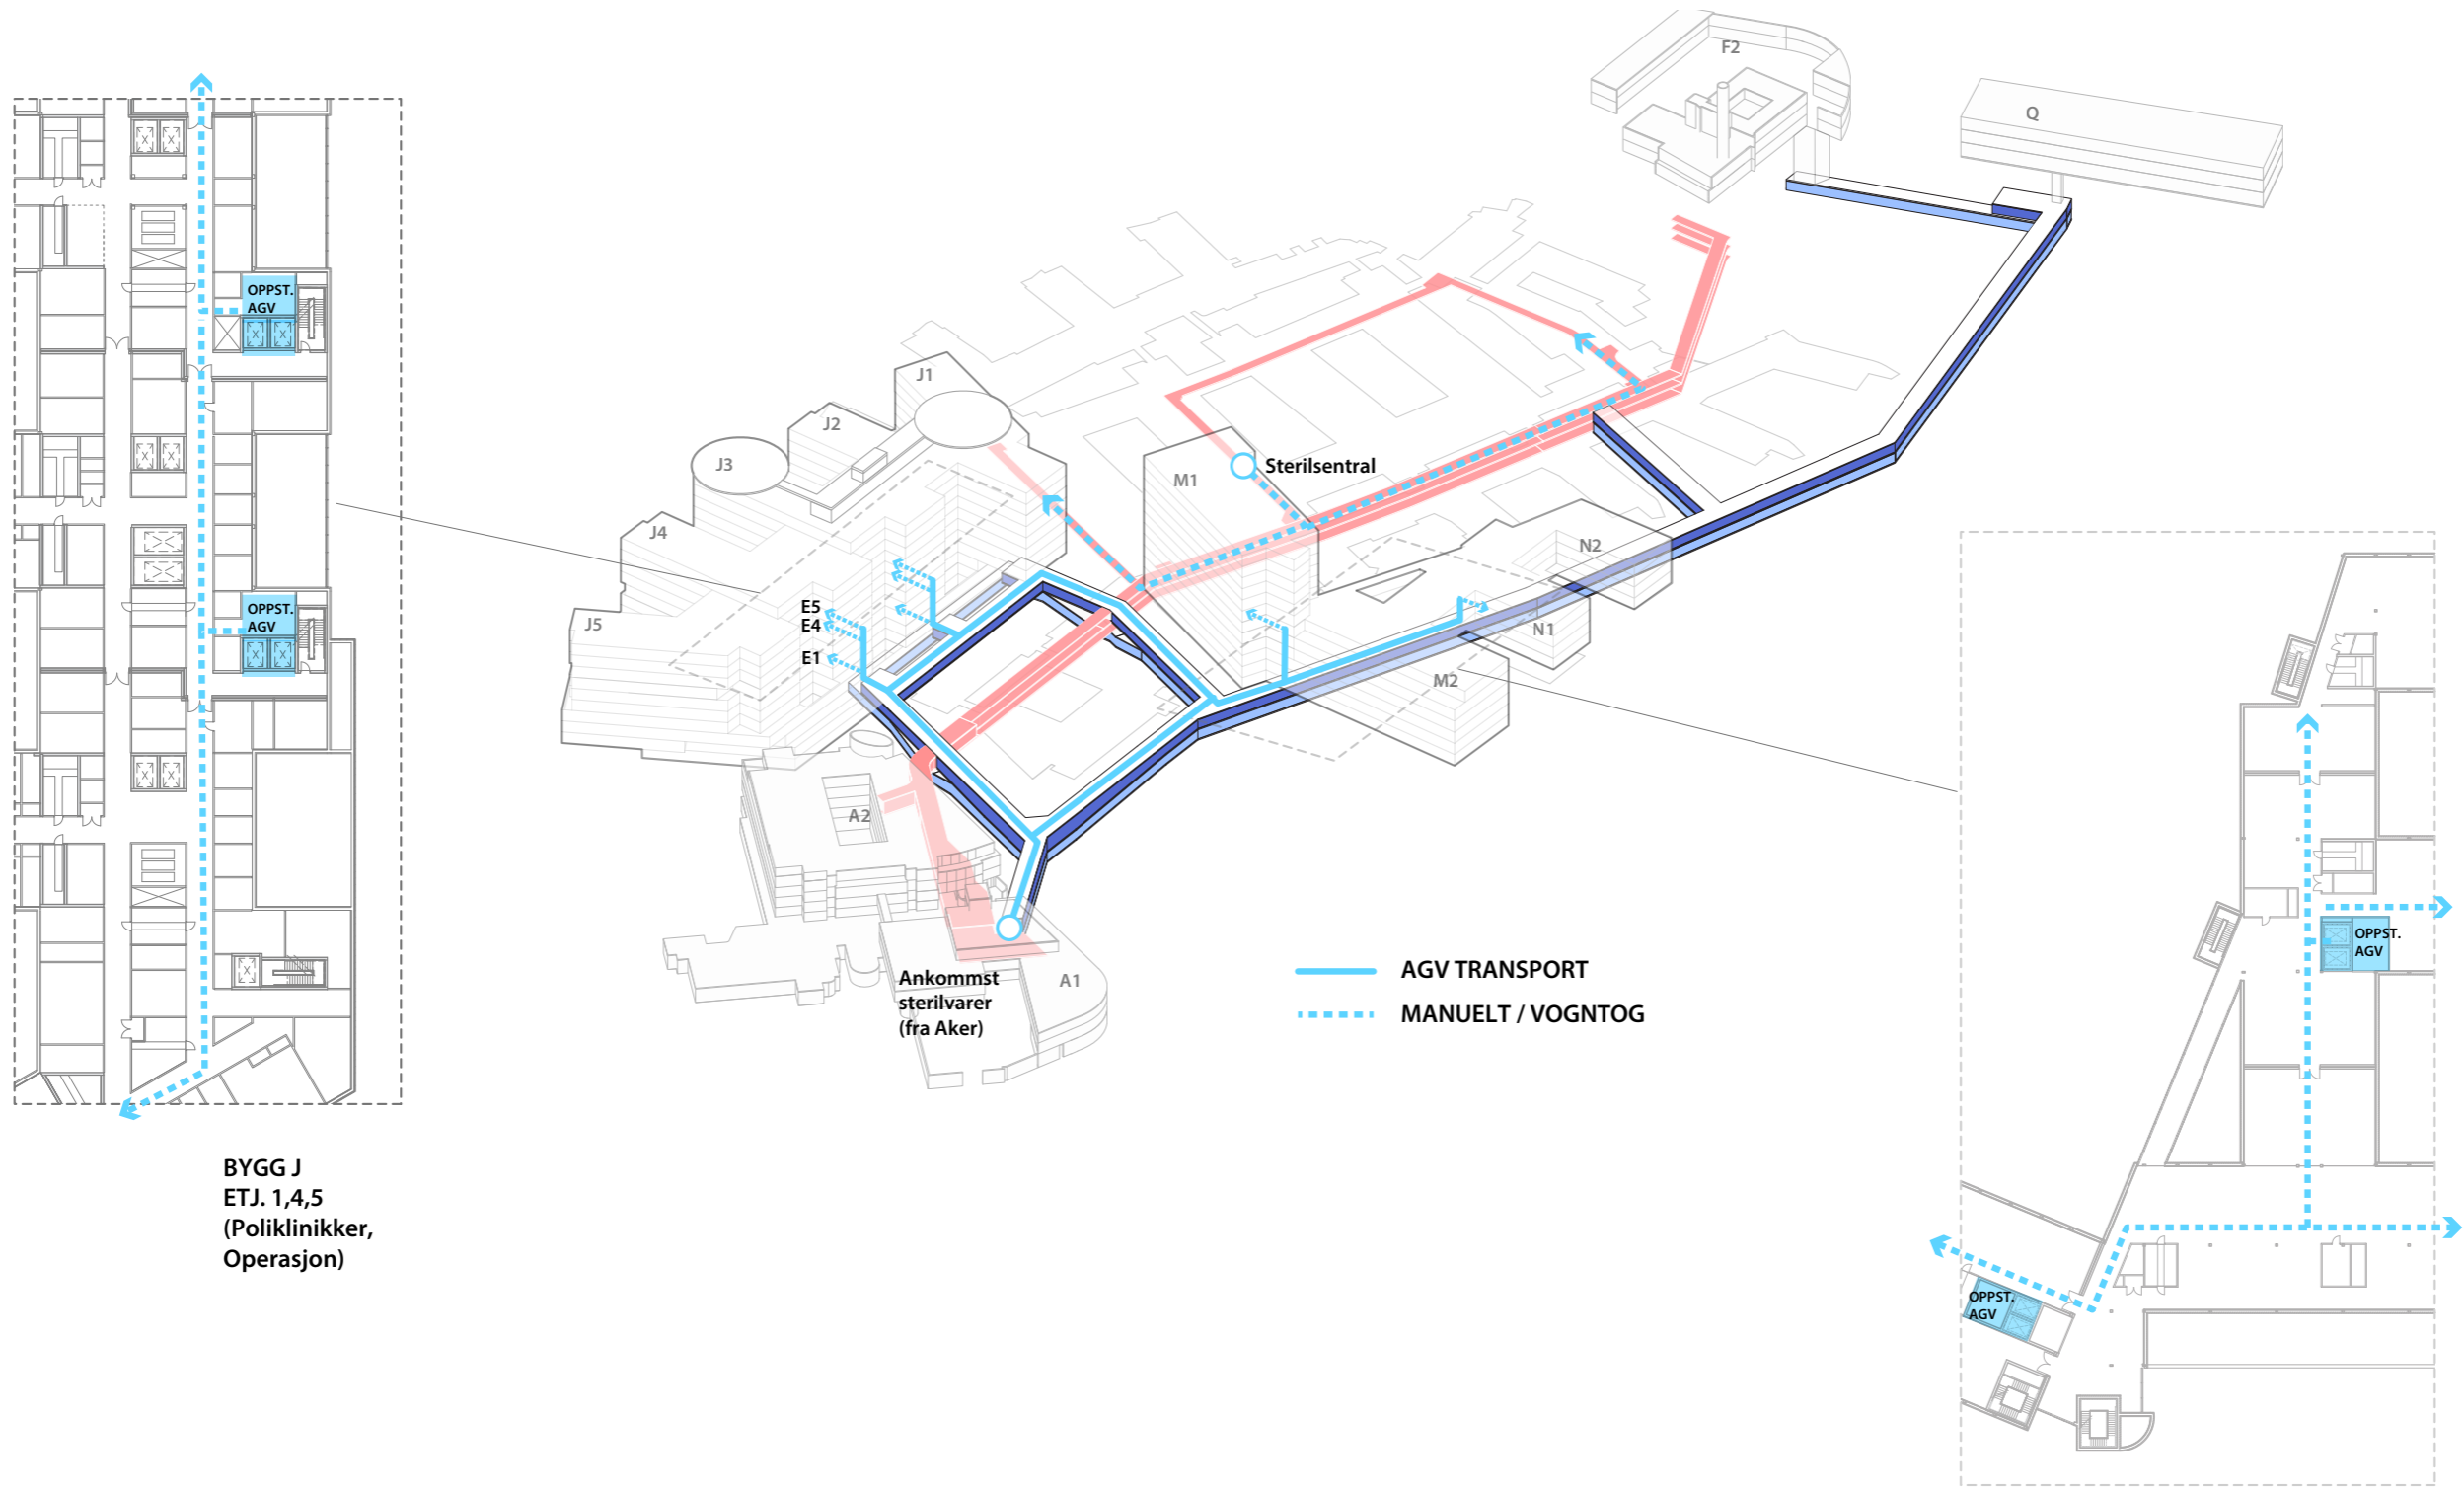 F2
Q
OPPST.
AGV
J1
J2
J3
Sterilsentral
M1
J4
N2
E5
OPPST.
AGV
E4
J5
N1
E1
M2
A2
OPPST.
AGV
AGV TRANSPORT
Ankommst
sterilvarer
(fra Aker)
A1
MANUELT / VOGNTOG
BYGG J
ETJ. 1,4,5
(Poliklinikker,
Operasjon)
OPPST.
AGV